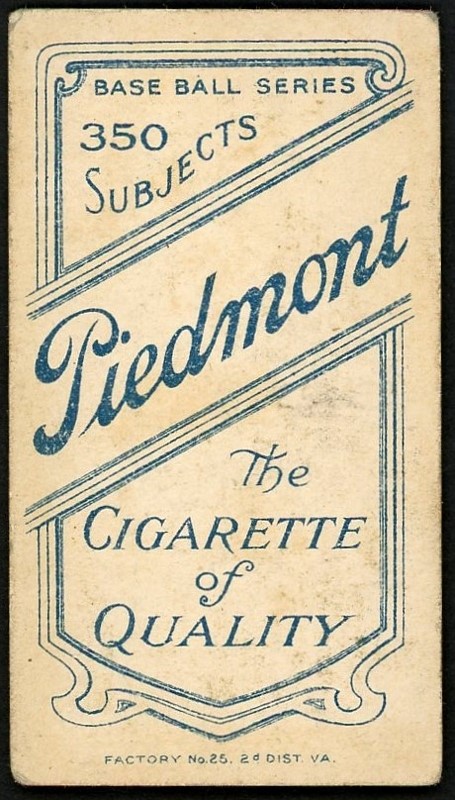 BASE BALL SERIES
350
SUBJECTS
Piedmont
The
CIGARETTE
of
QUALITY
FACTORY No. 25, 2d DIST. VA.